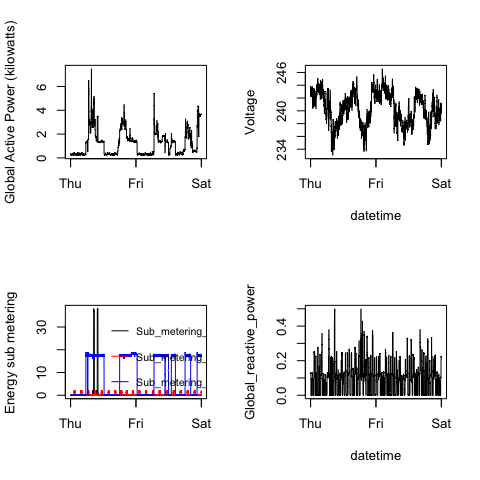 Global Active Power (kilowatts)
0
2
4
6
Thu
Fri
Sat
Voltage
234
240
246
Thu
Fri
Sat
datetime
Energy sub metering
0
10
30
Thu
Fri
Sat
Sub_metering_
Sub_metering_
Sub_metering_
Global_reactive_power
0.0
0.2
0.4
Thu
Fri
Sat
datetime